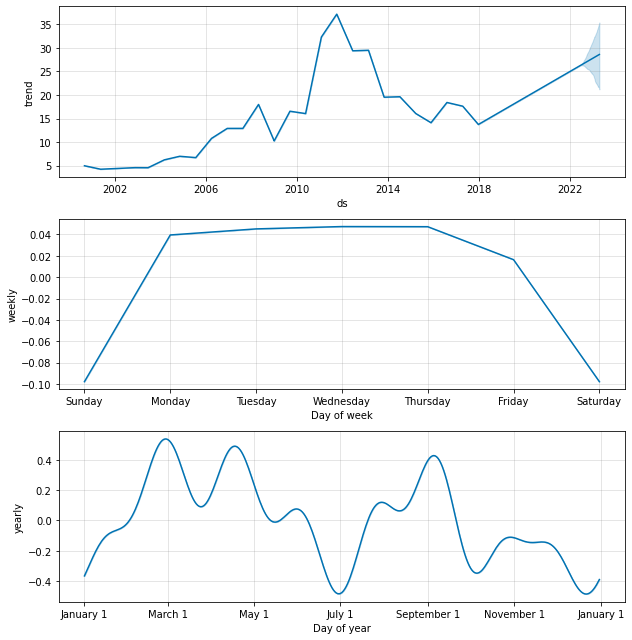 35
30
25
20
15
10
5
trend
2002 2006 2010 2014 2018 2022
ds
0.04
0.02
0.00
−0.02
−0.04
−0.06
−0.08
−0.10
weekly
Sunday Monday Tuesday Wednesday Thursday Friday Saturday
Day of week
0.4
0.2
0.0
−0.2
−0.4
yearly
January 1 March 1 May 1 July 1 September 1 November 1 January 1
Day of year